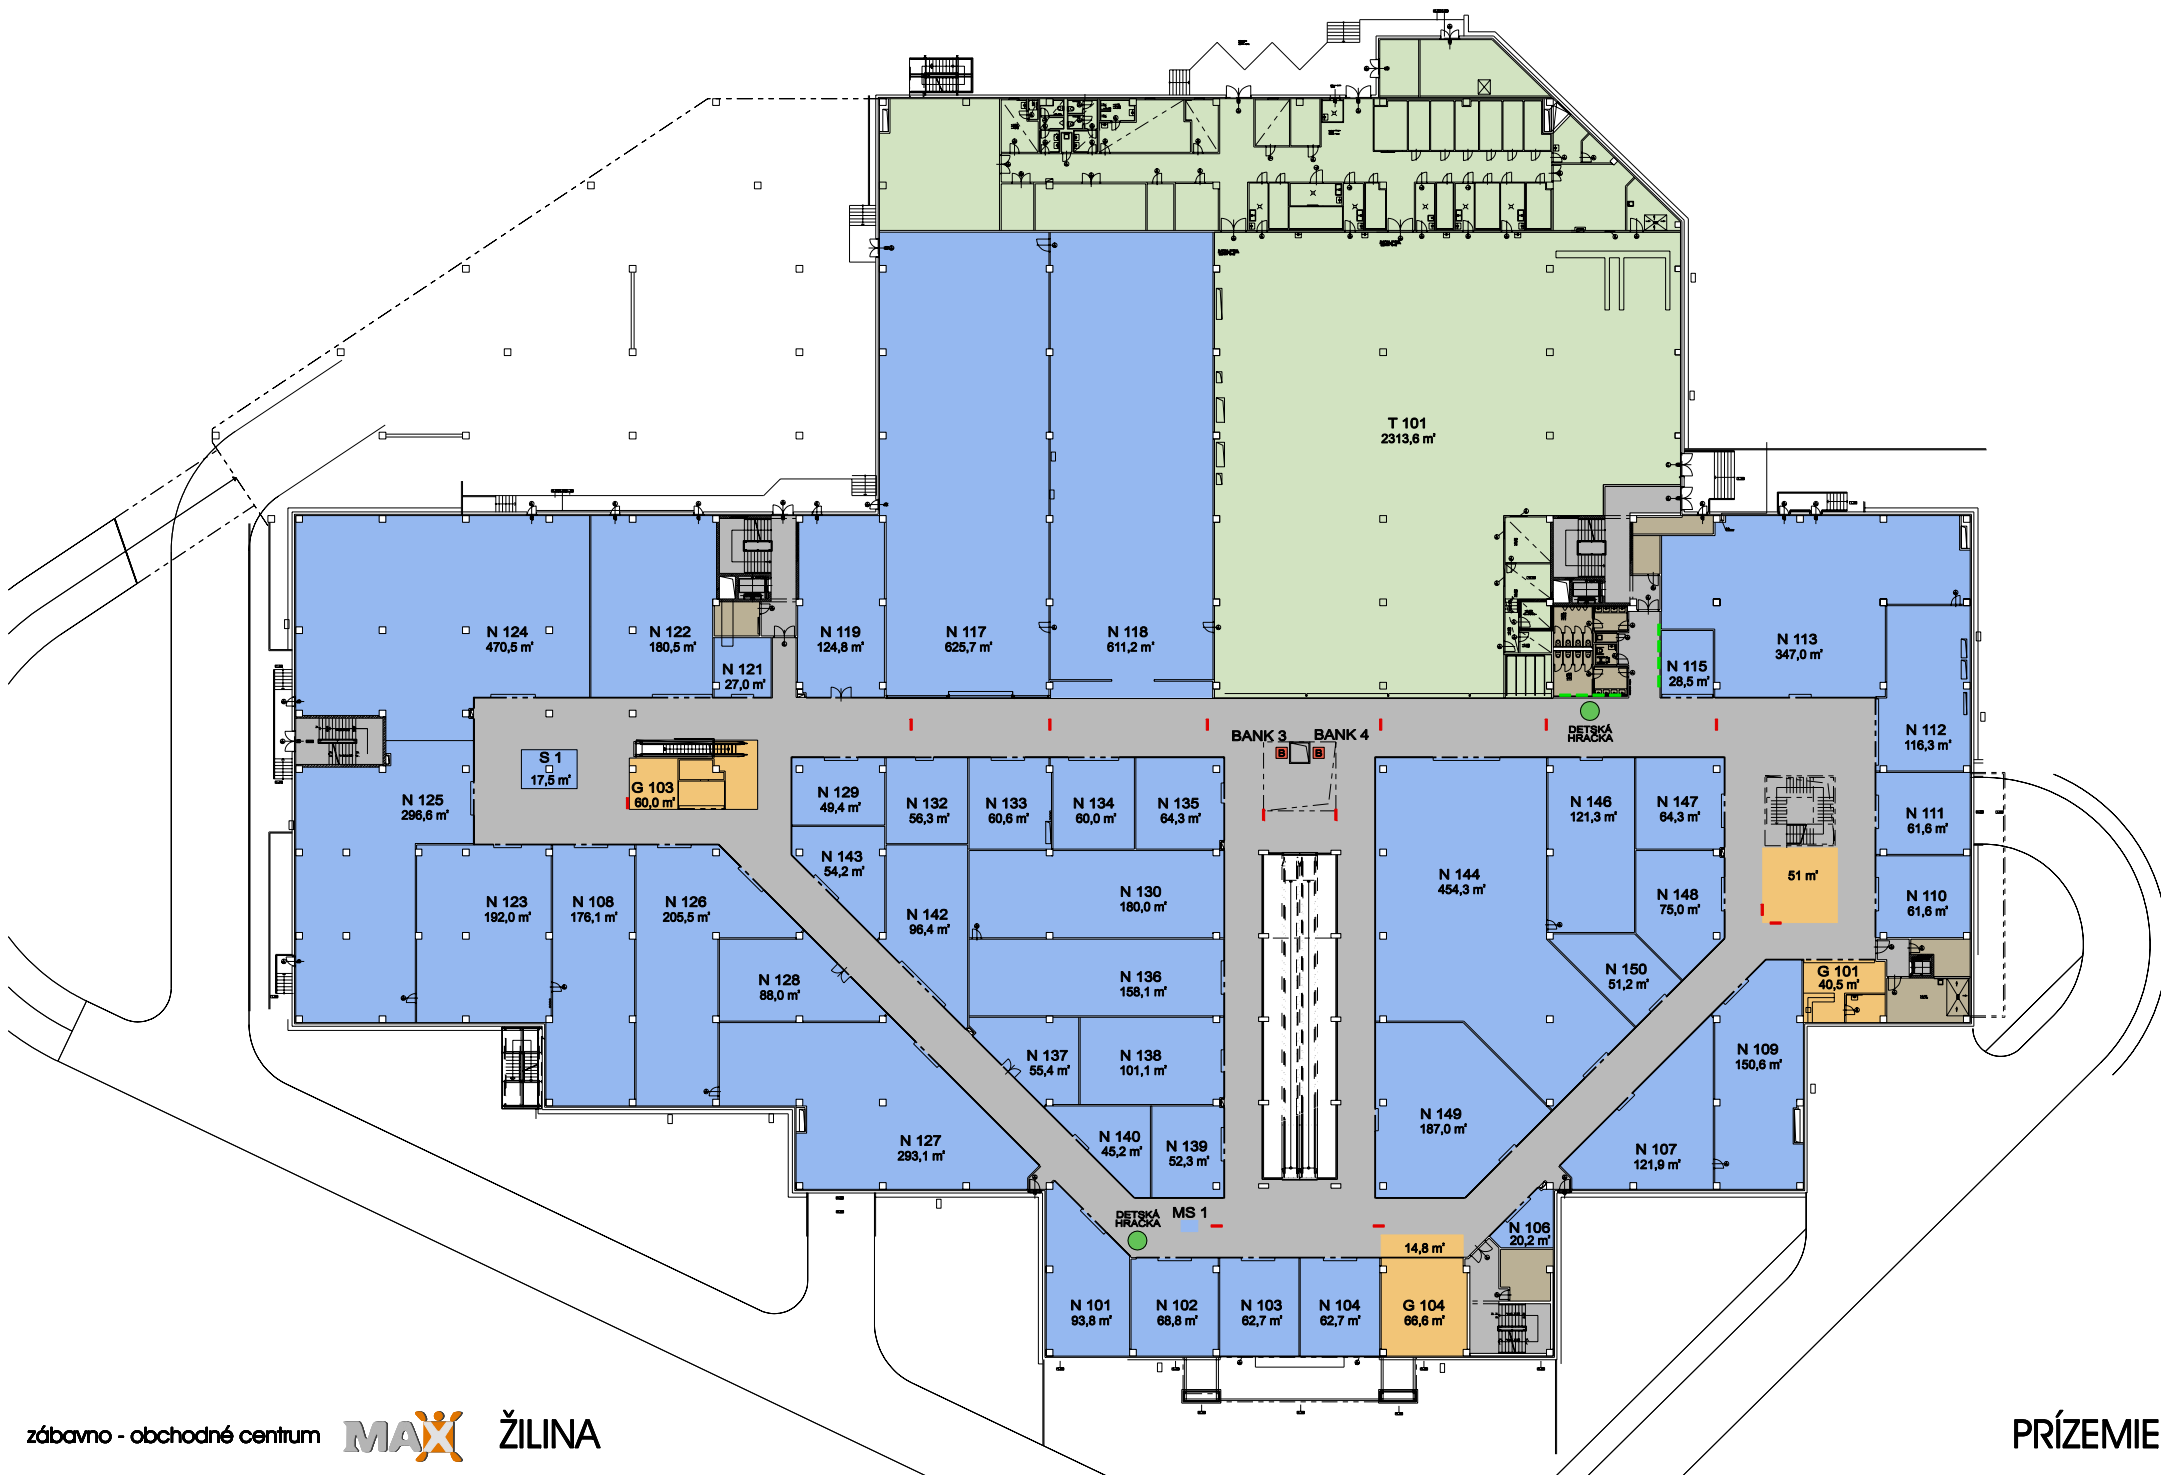 T 101
2313,6 m²
N 124
470,5 m²
N 122
180,5 m²
N 121
27,0 m²
N 119
124,8 m²
N 117
625,7 m²
N 118
611,2 m²
N 115
28,5 m²
N 113
347,0 m²
N 112
116,3 m²
N 111
61,6 m²
N 110
61,6 m²
DETSKÁ
HRAČKA
BANK 3
BANK 4
B
B
S 1
17,5 m²
G 103
60,0 m²
N 125
296,6 m²
N 129
49,4 m²
N 132
56,3 m²
N 133
60,6 m²
N 134
60,0 m²
N 135
64,3 m²
N 146
121,3 m²
N 147
64,3 m²
N 143
54,2 m²
N 144
454,3 m²
51 m²
N 123
192,0 m²
N 108
176,1 m²
N 126
205,5 m²
N 142
96,4 m²
N 130
180,0 m²
N 148
75,0 m²
N 128
88,0 m²
N 136
158,1 m²
N 150
51,2 m²
G 101
40,5 m²
N 137
55,4 m²
N 138
101,1 m²
N 109
150,6 m²
N 127
293,1 m²
N 140
45,2 m²
N 139
52,3 m²
N 149
187,0 m²
N 107
121,9 m²
DETSKÁ
HRAČKA
MS 1
N 106
20,2 m²
14,8 m²
N 101
93,8 m²
N 102
68,8 m²
N 103
62,7 m²
N 104
62,7 m²
G 104
66,6 m²
zábavno - obchodné centrum MAX ŽILINA
PRÍZEMIE